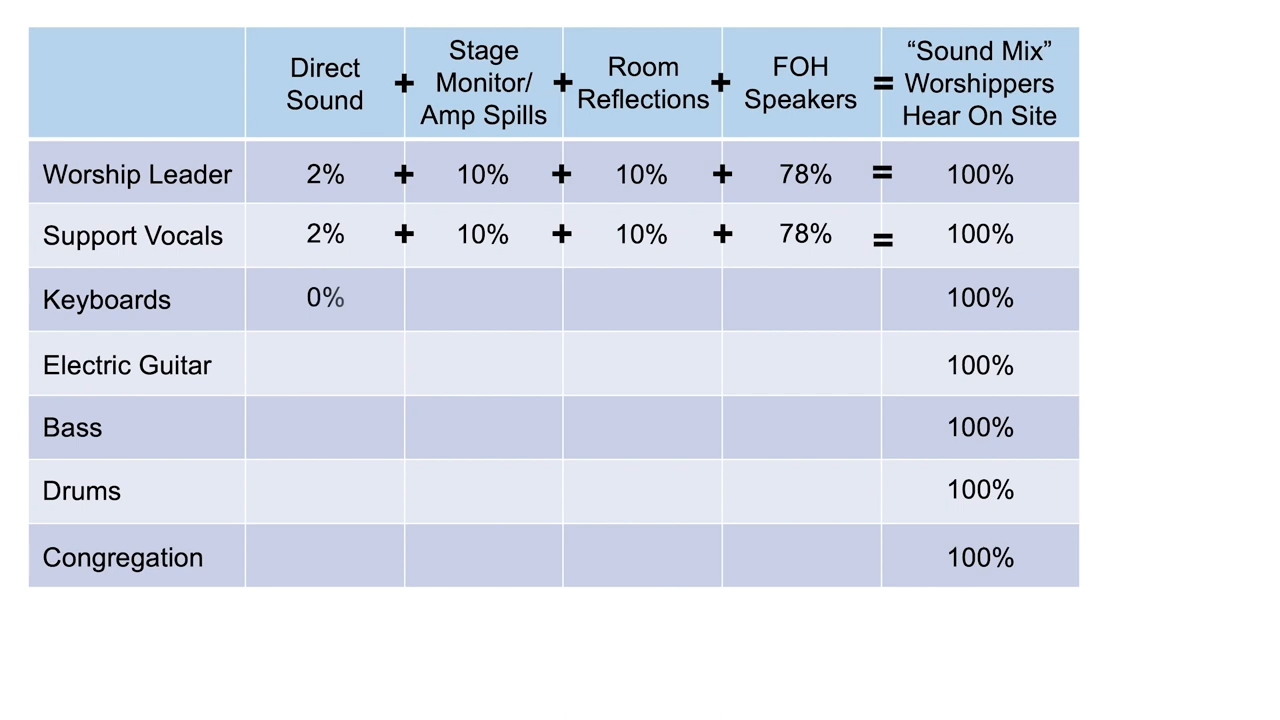 Direct Sound + Stage Monitor/ Amp Spills + Room Reflections + FOH Speakers = “Sound Mix” Worshippers Hear On Site
Worship Leader 2% + 10% + 10% + 78% = 100%
Support Vocals 2% + 10% + 10% + 78% = 100%
Keyboards 0% 100%
Electric Guitar 100%
Bass 100%
Drums 100%
Congregation 100%